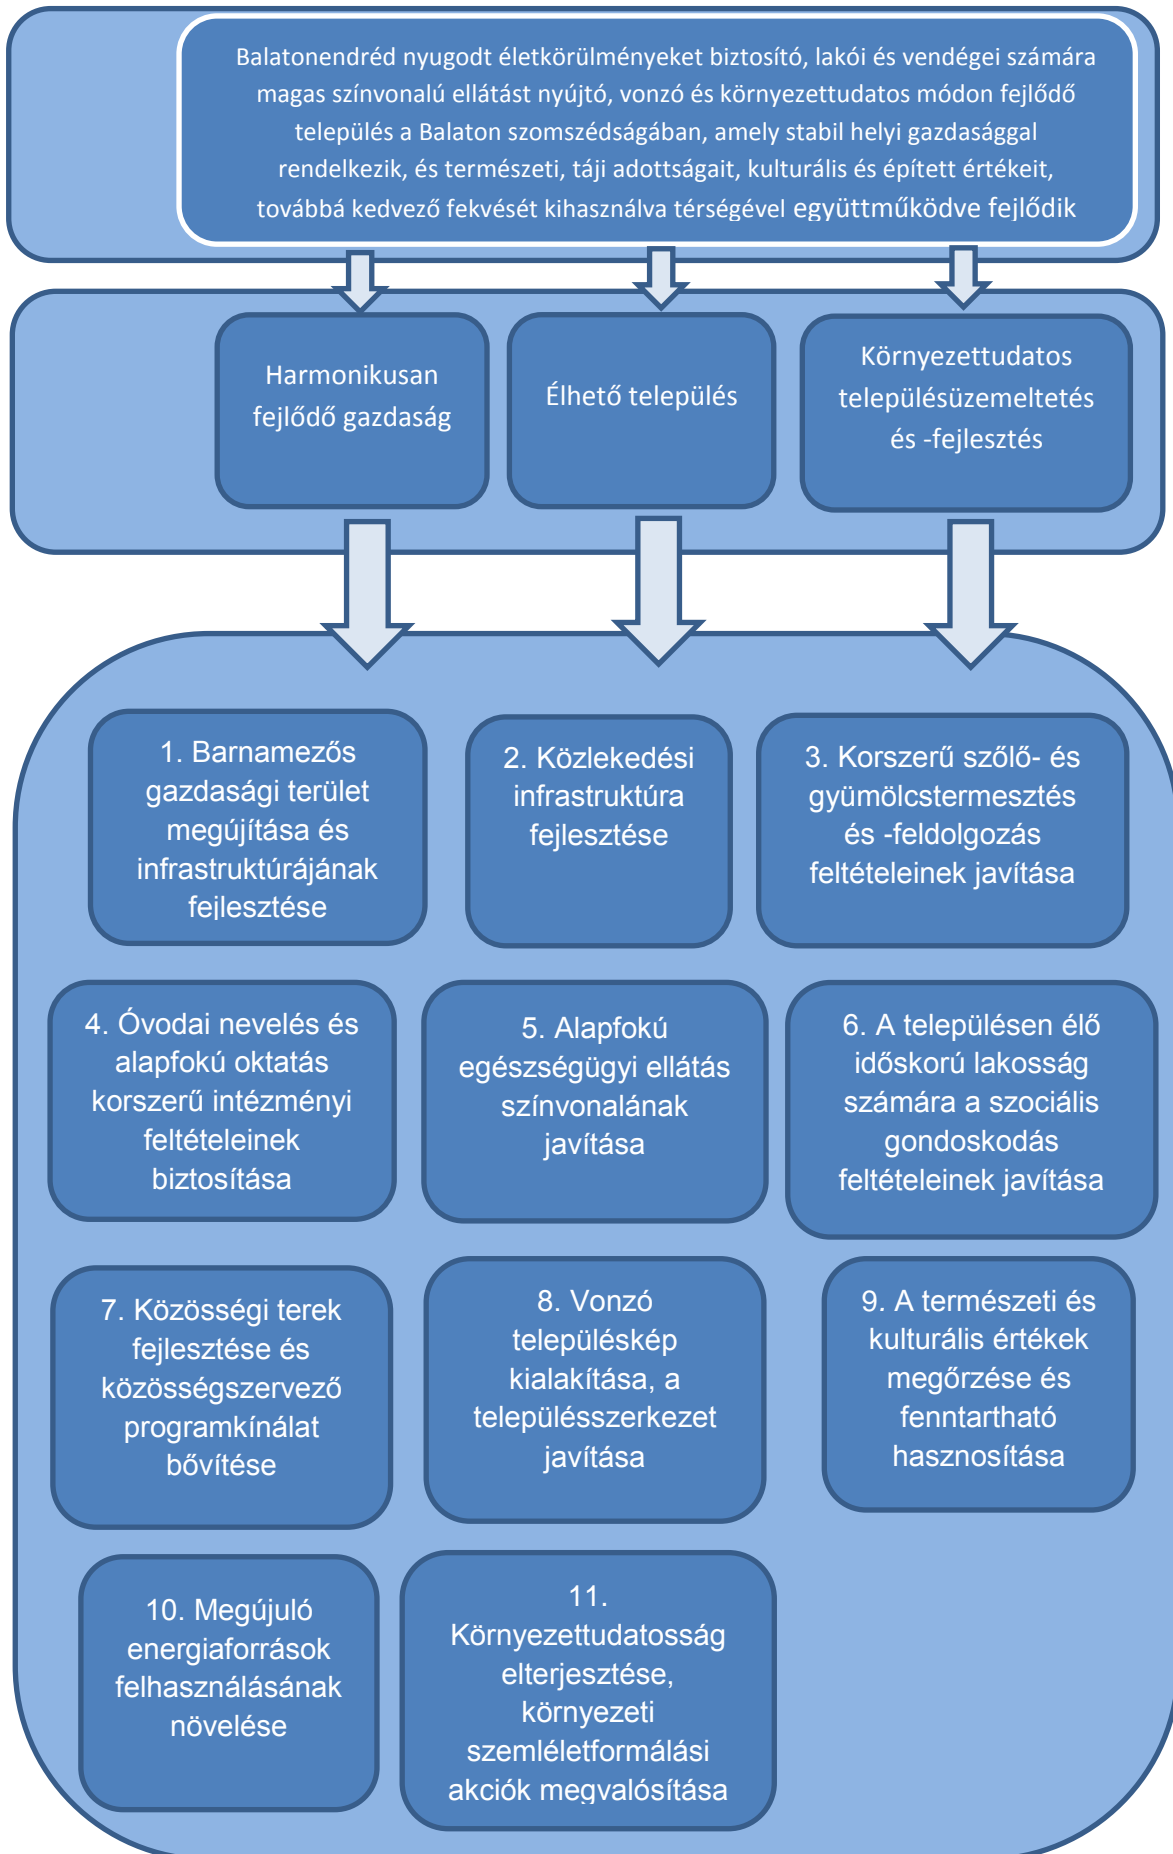 Balatonendréd nyugodt életkörülményeket biztosító, lakói és vendégei számára
magas színvonalú ellátást nyújtó, vonzó és környezettudatos módon fejlődő
település a Balaton szomszédságában, amely stabil helyi gazdasággal
rendelkezik, és természeti, táji adottságait, kulturális és épített értékeit,
továbbá kedvező fekvését kihasználva térségével együttműködve fejlődik
Harmonikusan
fejlődő gazdaság
Élhető település
Környezettudatos
településüzemeltetés
és -fejlesztés
1. Barnamezős
gazdasági terület
megújítása és
infrastruktúrájának
fejlesztése
2. Közlekedési
infrastruktúra
fejlesztése
3. Korszerű szőlő- és
gyümölcstermesztés
és -feldolgozás
feltételeinek javítása
4. Óvodai nevelés és
alapfokú oktatás
korszerű intézményi
feltételeinek
biztosítása
5. Alapfokú
egészségügyi ellátás
színvonalának
javítása
6. A településen élő
időskorú lakosság
számára a szociális
gondoskodás
feltételeinek javítása
7. Közösségi terek
fejlesztése és
közösségszervező
programkínálat
bővítése
8. Vonzó
településkép
kialakítása, a
településszerkezet
javítása
9. A természeti és
kulturális értékek
megőrzése és
fenntartható
hasznosítása
10. Megújuló
energiaforrások
felhasználásának
növelése
11.
Környezettudatosság
elterjesztése,
környezeti
szemléletformálási
akciók megvalósítása